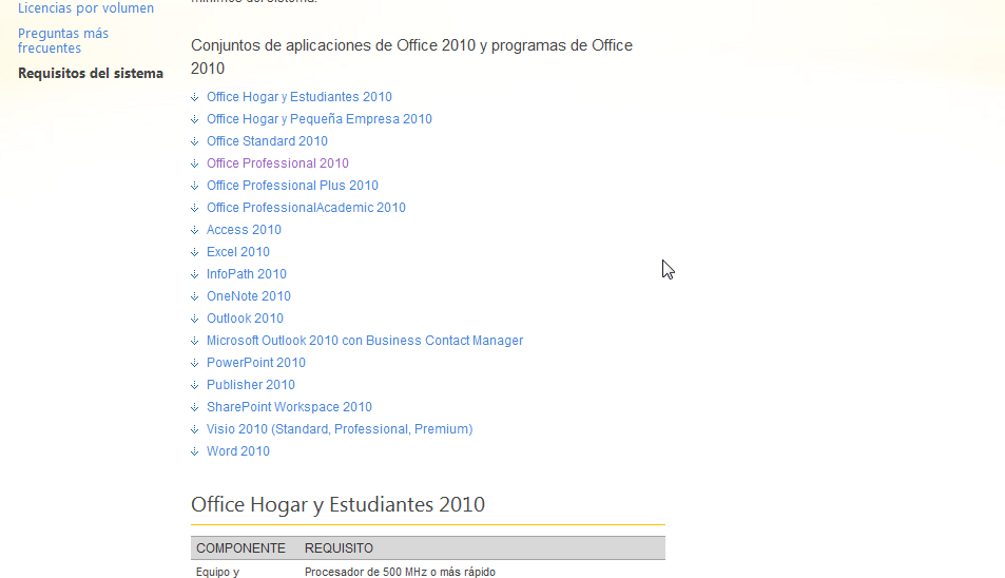 Licencias por volumen
Preguntas más
frecuentes
Requisitos del sistema
Conjuntos de aplicaciones de Office 2010 y programas de Office
2010
Office Hogar y Estudiantes 2010
Office Hogar y Pequeña Empresa 2010
Office Standard 2010
Office Professional 2010
Office Professional Plus 2010
Office ProfessionalAcademic 2010
Access 2010
Excel 2010
InfoPath 2010
OneNote 2010
Outlook 2010
Microsoft Outlook 2010 con Business Contact Manager
PowerPoint 2010
Publisher 2010
SharePoint Workspace 2010
Visio 2010 (Standard, Professional, Premium)
Word 2010
Office Hogar y Estudiantes 2010
COMPONENTE REQUISITO
Equipo y Procesador de 500 MHz o más rápido